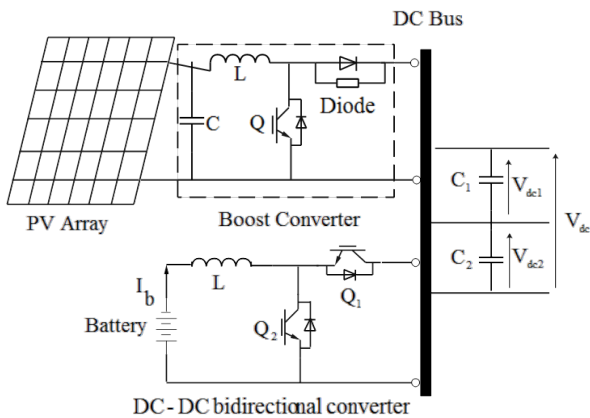 DC Bus
L
Diode
C
Q
PV Array
Boost Converter
C1
Vdc1
Vdc
C2
Vdc2
L
Q1
Ib
Battery
Q2
DC - DC bidirectional converter